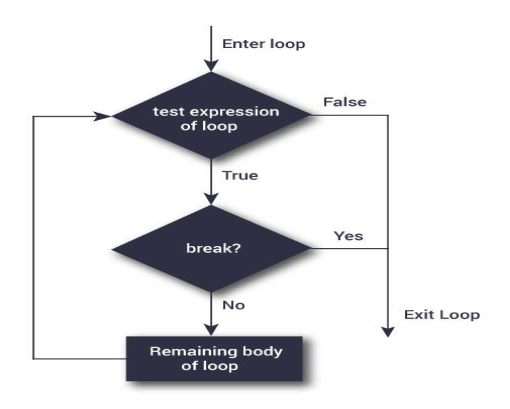 Enter loop
test expression
of loop
False
True
break?
Yes
No
Exit Loop
Remaining body
of loop